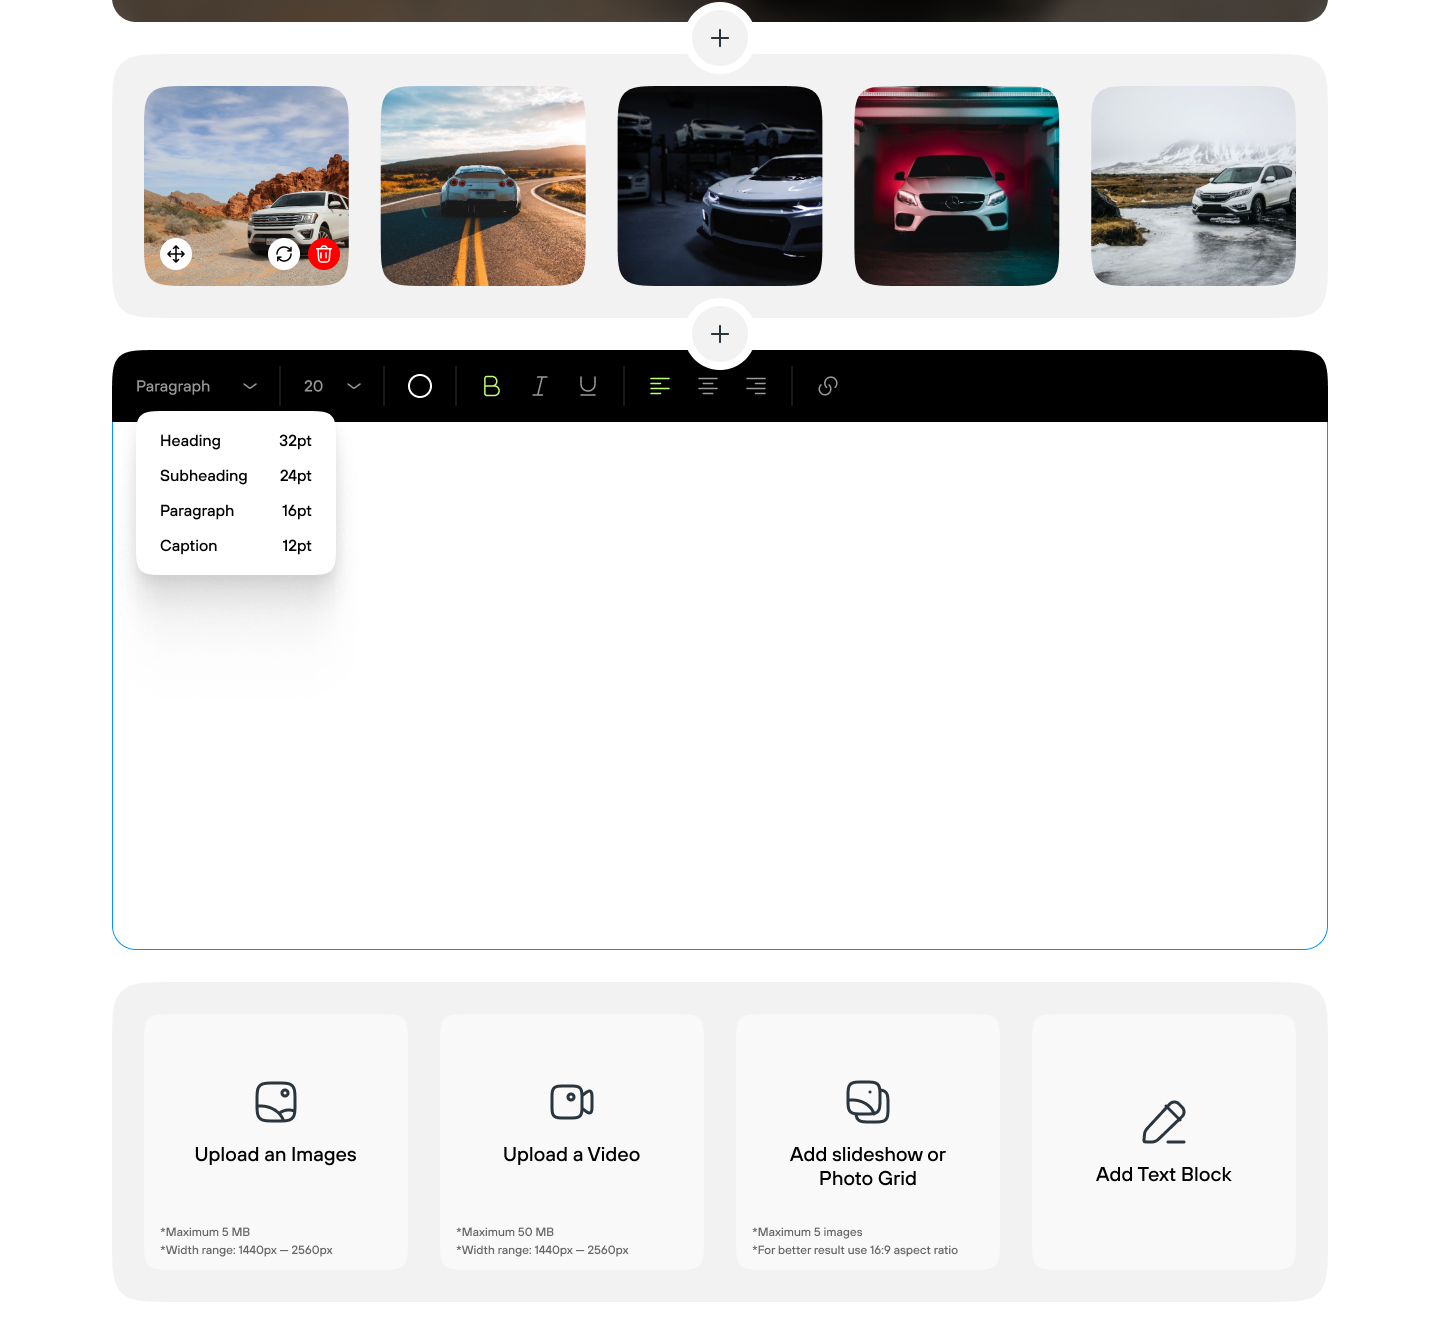 Paragraph 20 B I U
Heading 32pt
Subheading 24pt
Paragraph 16pt
Caption 12pt
Upload an Images
*Maximum 5 MB
*Width range: 1440px — 2560px
Upload a Video
*Maximum 50 MB
*Width range: 1440px — 2560px
Add slideshow or
Photo Grid
*Maximum 5 images
*For better result use 16:9 aspect ratio
Add Text Block